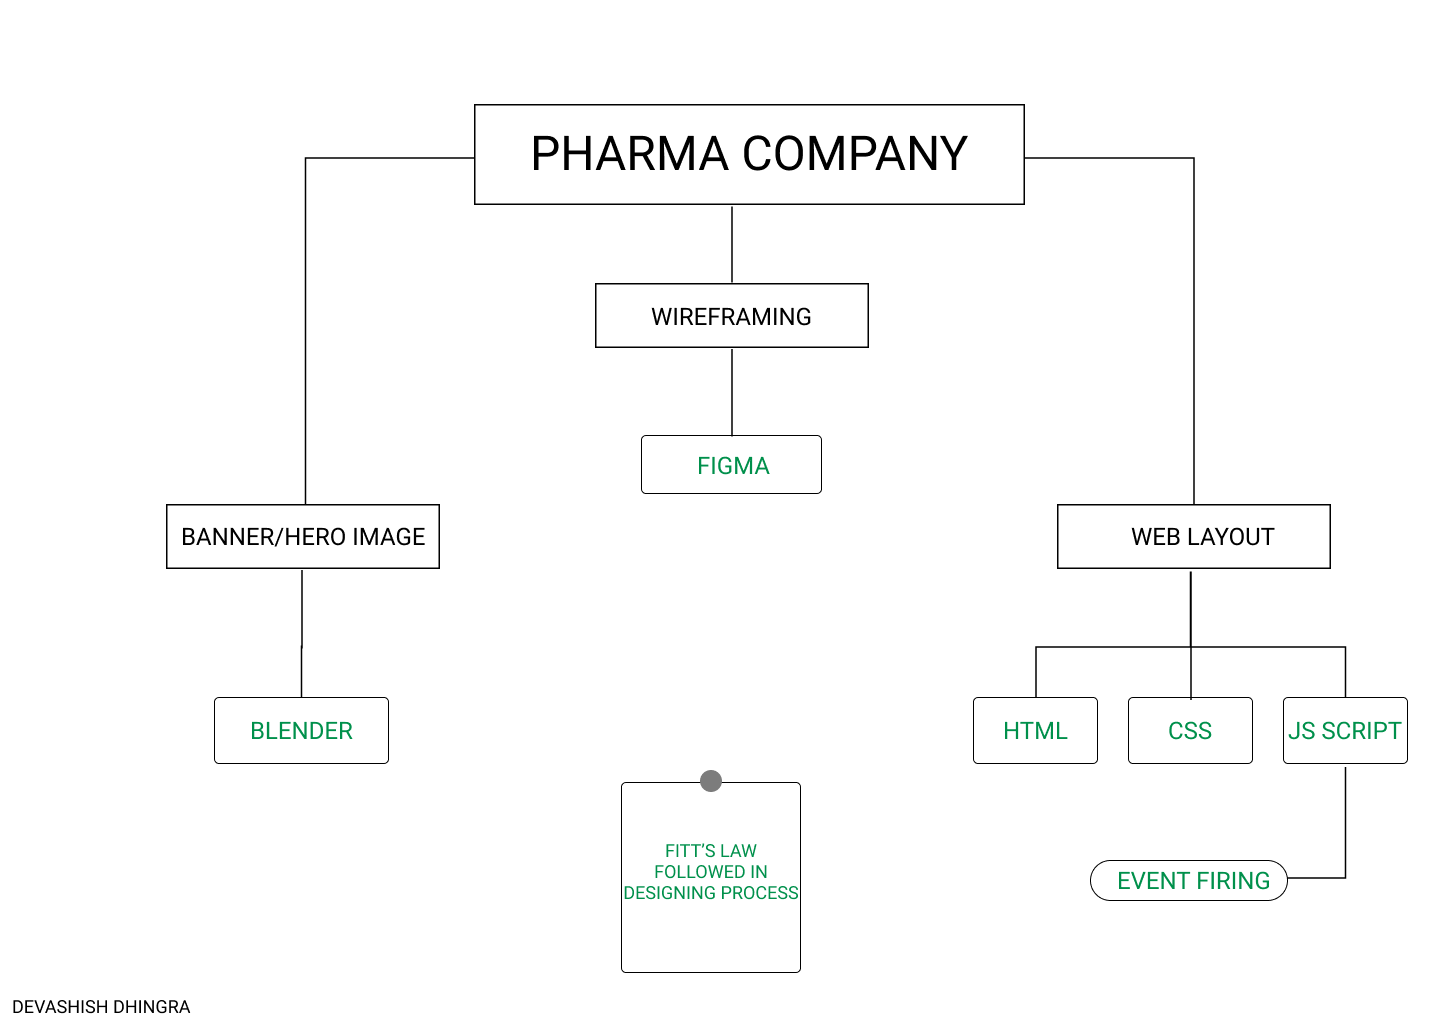 PHARMA COMPANY
WIREFRAMING
FIGMA
BANNER/HERO IMAGE
WEB LAYOUT
BLENDER
HTML
CSS
JS SCRIPT
FITT’S LAW
FOLLOWED IN
DESIGNING PROCESS
EVENT FIRING
DEVASHISH DHINGRA